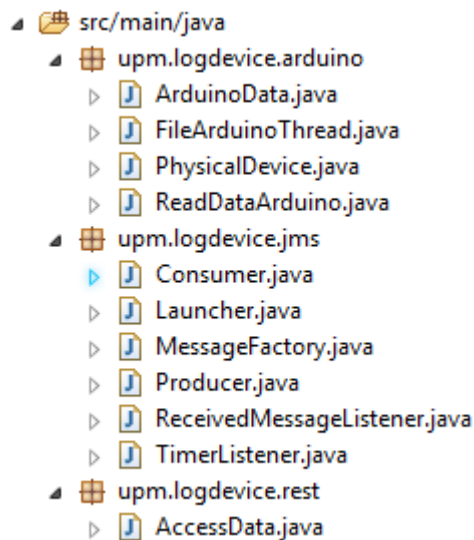 src/main/java
upm.logdevice.arduino
ArduinoData.java
FileArduinoThread.java
PhysicalDevice.java
ReadDataArduino.java
upm.logdevice.jms
Consumer.java
Launcher.java
MessageFactory.java
Producer.java
ReceivedMessageListener.java
TimerListener.java
upm.logdevice.rest
AccessData.java